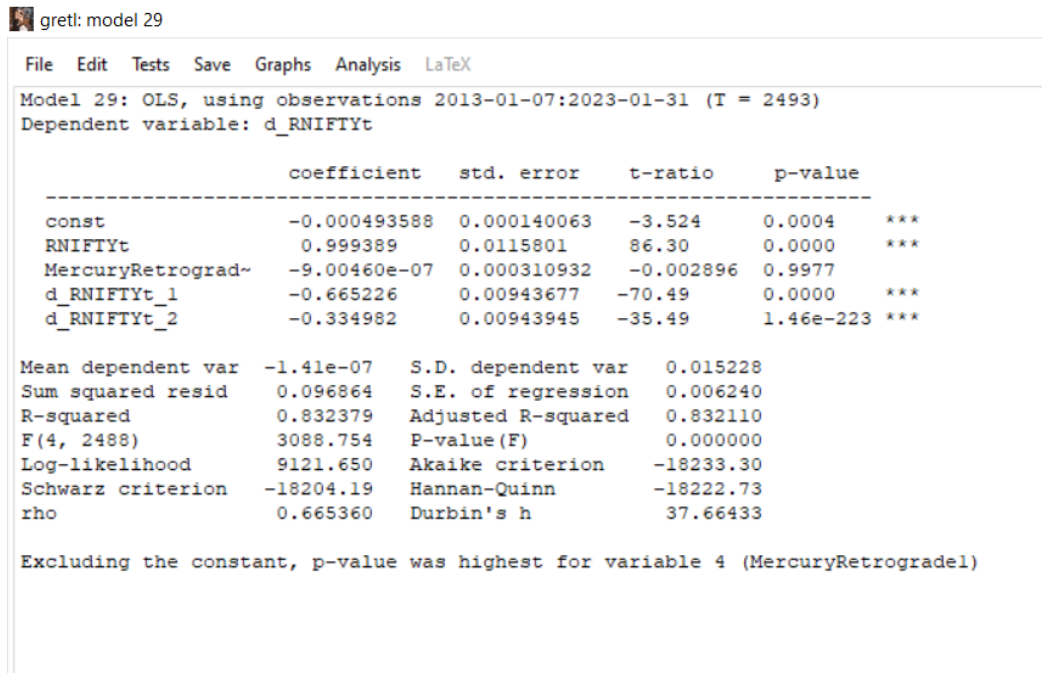 gretl: model 29
File Edit Tests Save Graphs Analysis LaTeX
Model 29: OLS, using observations 2013-01-07:2023-01-31 (T = 2493)
Dependent variable: d_RNIFTYt
coefficient std. error t-ratio p-value
-----------------------------------------------------------------------
const -0.000493588 0.000140063 -3.524 0.0004 ***
RNIFTYt 0.999389 0.0115801 86.30 0.0000 ***
MercuryRetrograd~ -9.00460e-07 0.000310932 -0.002896 0.9977
d_RNIFTYt_1 -0.665226 0.00943677 -70.49 0.0000 ***
d_RNIFTYt_2 -0.334982 0.00943945 -35.49 1.46e-223 ***
Mean dependent var -1.41e-07 S.D. dependent var 0.015228
Sum squared resid 0.096864 S.E. of regression 0.006240
R-squared 0.832379 Adjusted R-squared 0.832110
F(4, 2488) 3088.754 P-value(F) 0.000000
Log-likelihood 9121.650 Akaike criterion -18233.30
Schwarz criterion -18204.19 Hannan-Quinn -18222.73
rho 0.665360 Durbin's h 37.66433
Excluding the constant, p-value was highest for variable 4 (MercuryRetrograde1)